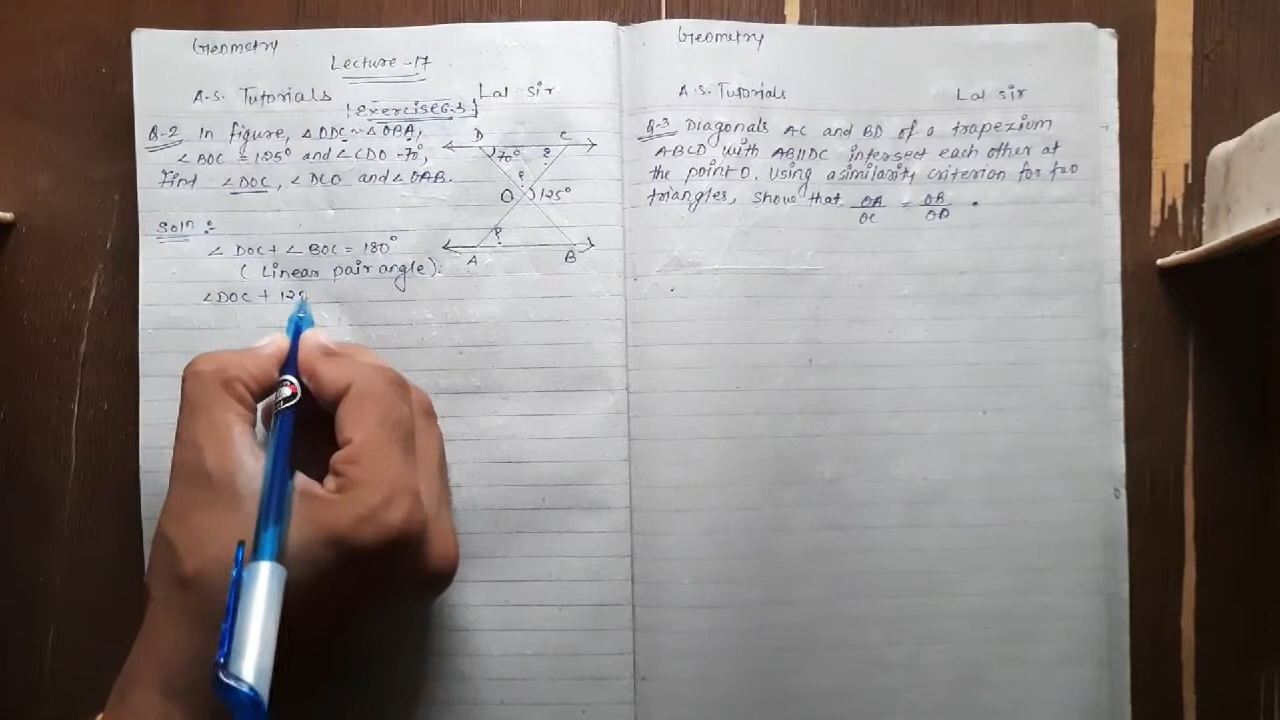 Geometry
Lecture-17
A.S. Tutorials Lal sir
Exercise 6.3
Q-2 In figure, ∆ODC ~ ∆OBA,
∠BOC = 125° and ∠CDO = 70°,
Find ∠DOC, ∠DCO and ∠OAB.
Soln :-
∠DOC + ∠BOC = 180°
(Linear pair angle).
∠DOC + 125
D C
70° ?
?
O 125°
?
A B
Geometry
A.S. Tutorials Lal sir
Q-3 Diagonals AC and BD of a trapezium
ABCD with AB||DC intersect each other at
the point O. Using a similarity criterion for two
triangles, show that OA/OC = OB/OD.